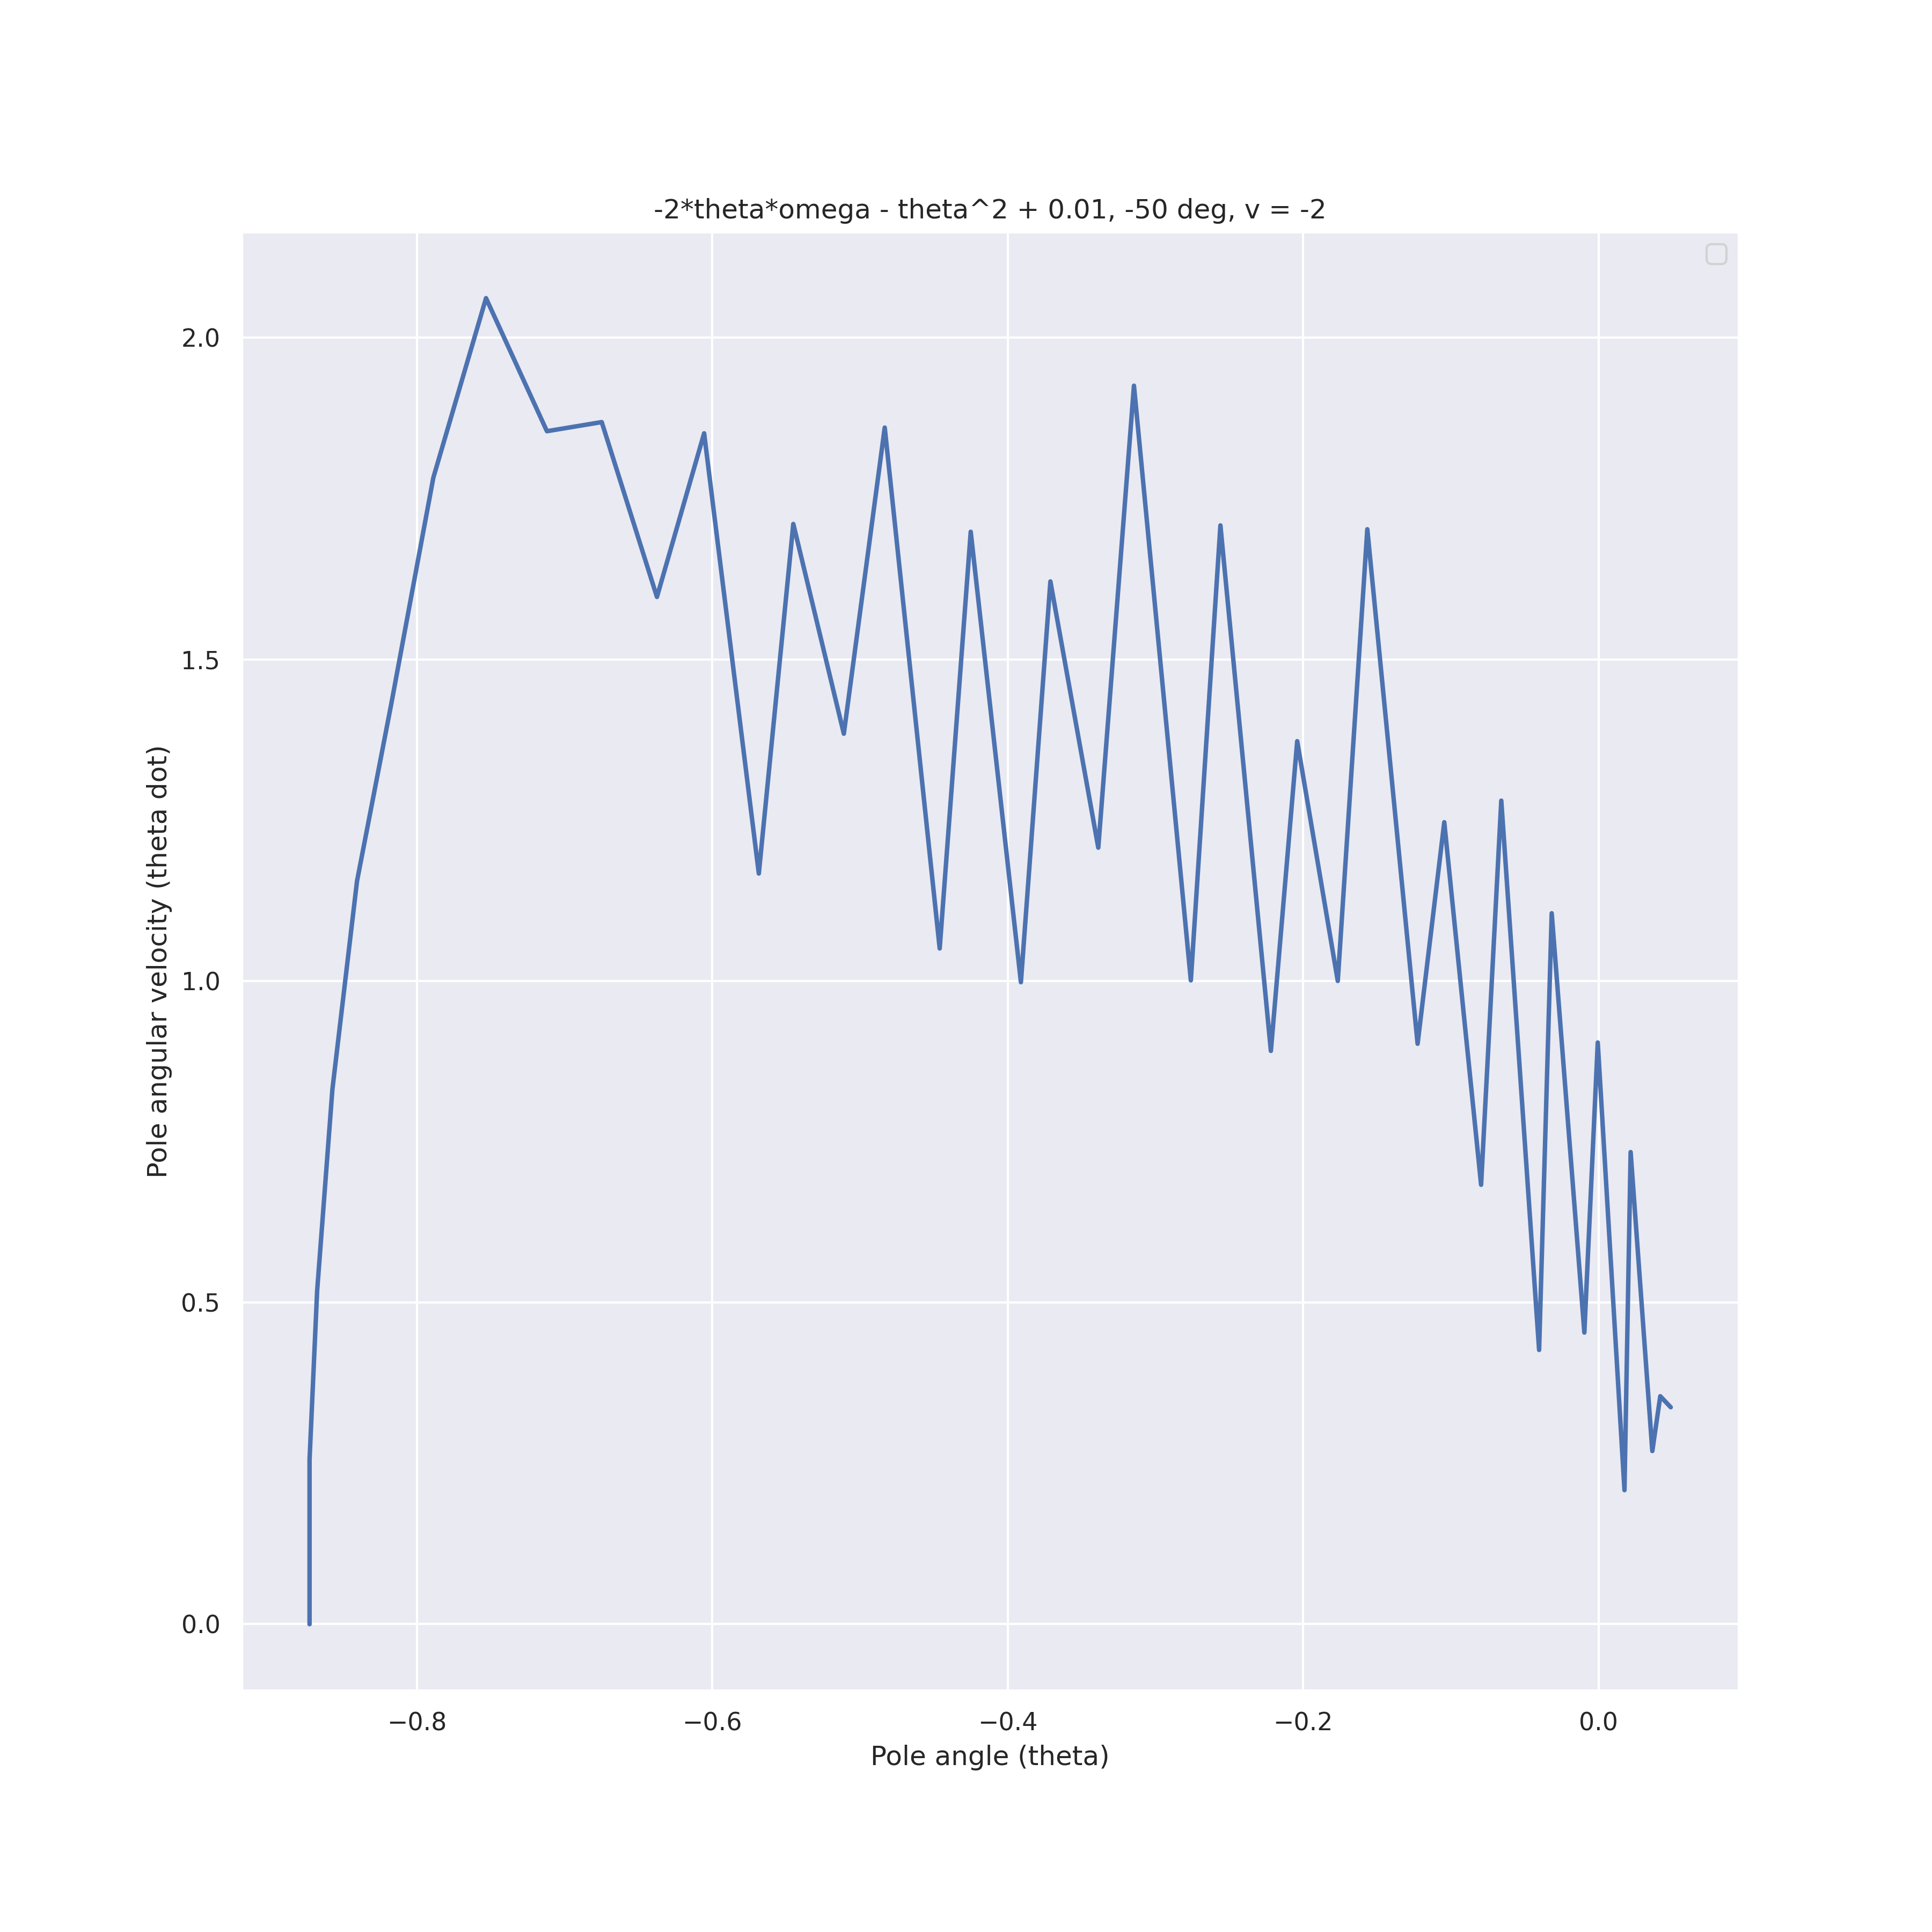 -2*theta*omega - theta^2 + 0.01, -50 deg, v = -2
2.0
1.5
1.0
0.5
0.0
Pole angular velocity (theta dot)
−0.8 −0.6 −0.4 −0.2 0.0
Pole angle (theta)